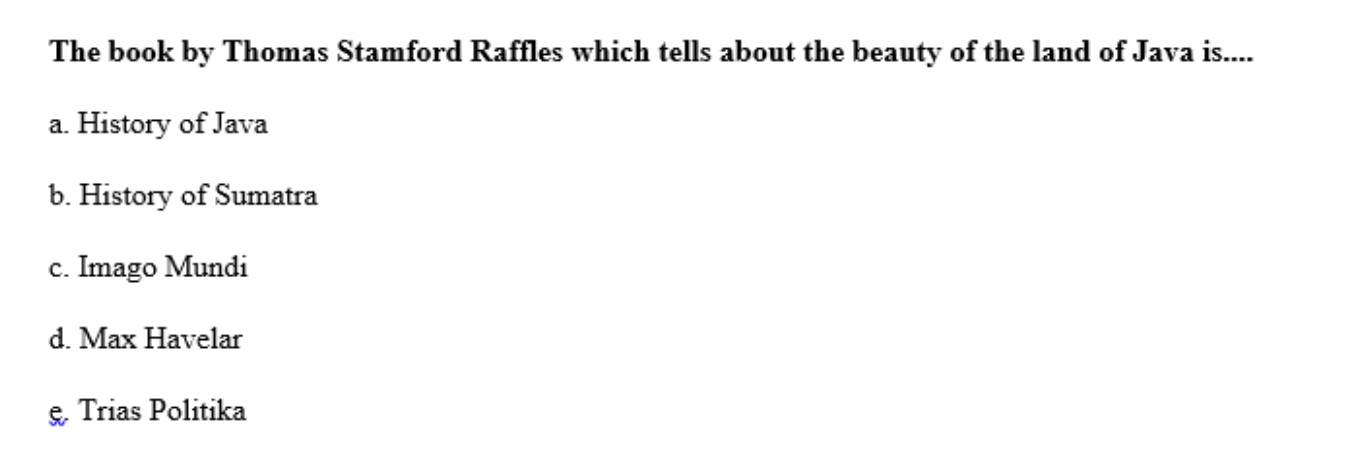 The book by Thomas Stamford Raffles which tells about the beauty of the land of Java is....
a. History of Java
b. History of Sumatra
c. Imago Mundi
d. Max Havelar
e. Trias Politika